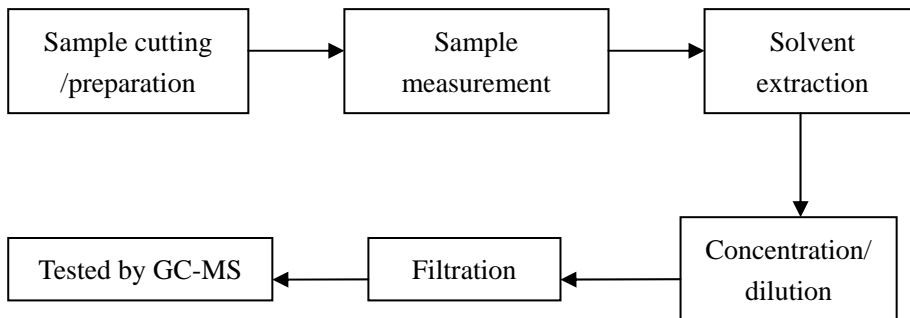 Sample cutting
/preparation
Sample
measurement
Solvent
extraction
Concentration/
dilution
Filtration
Tested by GC-MS